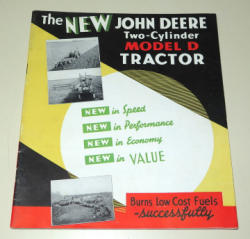 The NEW JOHN DEERE
Two-Cylinder
MODEL D
TRACTOR
NEW in Speed
NEW in Performance
NEW in Economy
NEW in VALUE
Burns Low Cost Fuels
-successfully